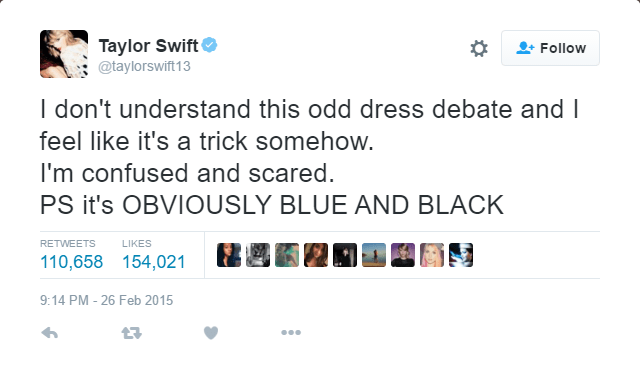 Taylor Swift
@taylorswift13
Follow
I don't understand this odd dress debate and I
feel like it's a trick somehow.
I'm confused and scared.
PS it's OBVIOUSLY BLUE AND BLACK
RETWEETS LIKES
110,658 154,021
9:14 PM - 26 Feb 2015